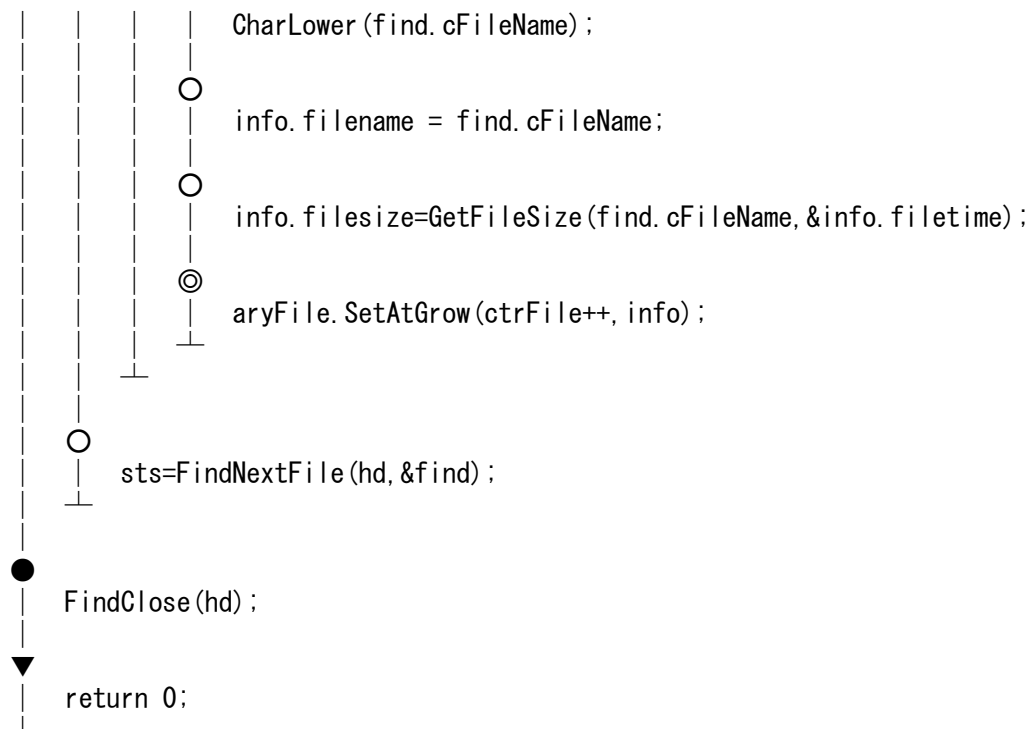 CharLower(find.cFileName);
info.filename = find.cFileName;
info.filesize=GetFileSize(find.cFileName,&info.filetime);
aryFile.SetAtGrow(ctrFile++,info);
sts=FindNextFile(hd,&find);
FindClose(hd);
return 0;